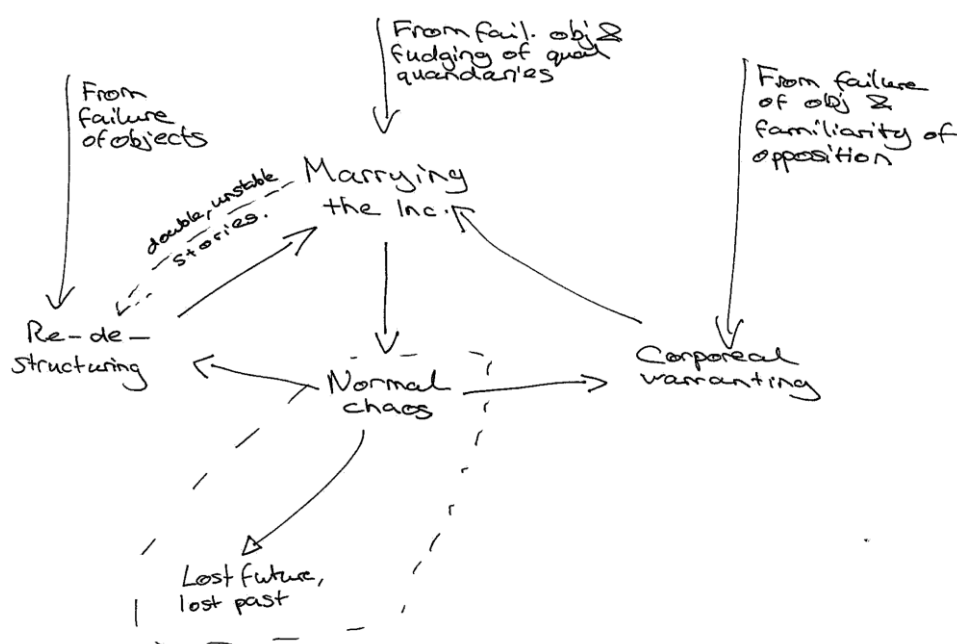 From fail. obj &
fudging of qual
quandaries
From
failure
of objects
From failure
of obj &
familiarity of
opposition
Marrying
the Inc.
double, unstable
stories.
Re-de-
structuring
Normal
chaos
Corporeal
warranting
Lost future,
lost past